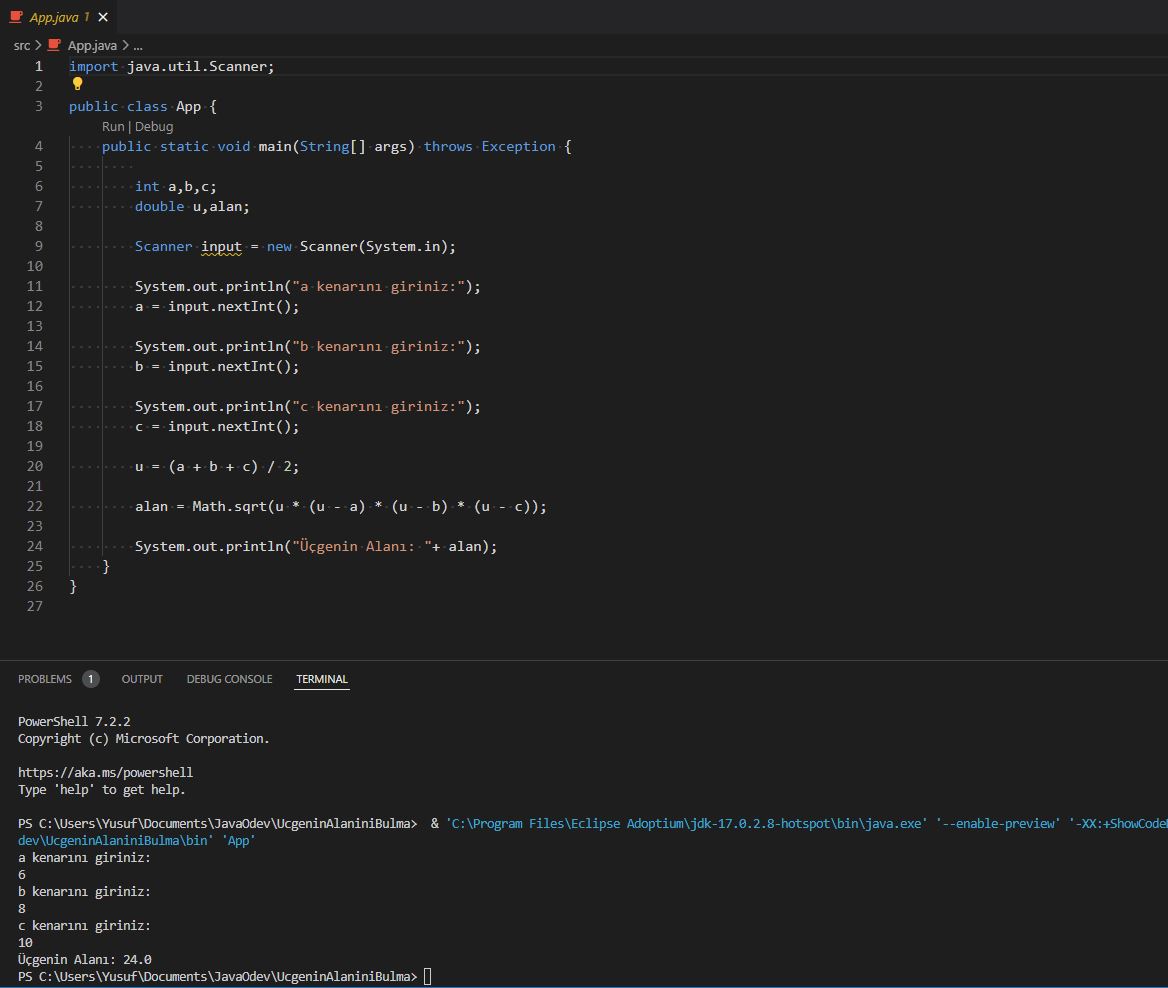 App.java 1
src > App.java > ...
1 import java.util.Scanner;
2
3 public class App {
Run | Debug
4 public static void main(String[] args) throws Exception {
5
6 int a,b,c;
7 double u,alan;
8
9 Scanner input = new Scanner(System.in);
10
11 System.out.println("a kenarını giriniz:");
12 a = input.nextInt();
13
14 System.out.println("b kenarını giriniz:");
15 b = input.nextInt();
16
17 System.out.println("c kenarını giriniz:");
18 c = input.nextInt();
19
20 u = (a + b + c) / 2;
21
22 alan = Math.sqrt(u * (u - a) * (u - b) * (u - c));
23
24 System.out.println("Üçgenin Alanı: "+ alan);
25 }
26 }
27
PROBLEMS 1 OUTPUT DEBUG CONSOLE TERMINAL
PowerShell 7.2.2
Copyright (c) Microsoft Corporation.
https://aka.ms/powershell
Type 'help' to get help.
PS C:\Users\Yusuf\Documents\JavaOdev\UcgeninAlaniniBulma> & 'C:\Program Files\Eclipse Adoptium\jdk-17.0.2.8-hotspot\bin\java.exe' '--enable-preview' '-XX:+ShowCode
dev\UcgeninAlaniniBulma\bin' 'App'
a kenarını giriniz:
6
b kenarını giriniz:
8
c kenarını giriniz:
10
Üçgenin Alanı: 24.0
PS C:\Users\Yusuf\Documents\JavaOdev\UcgeninAlaniniBulma>